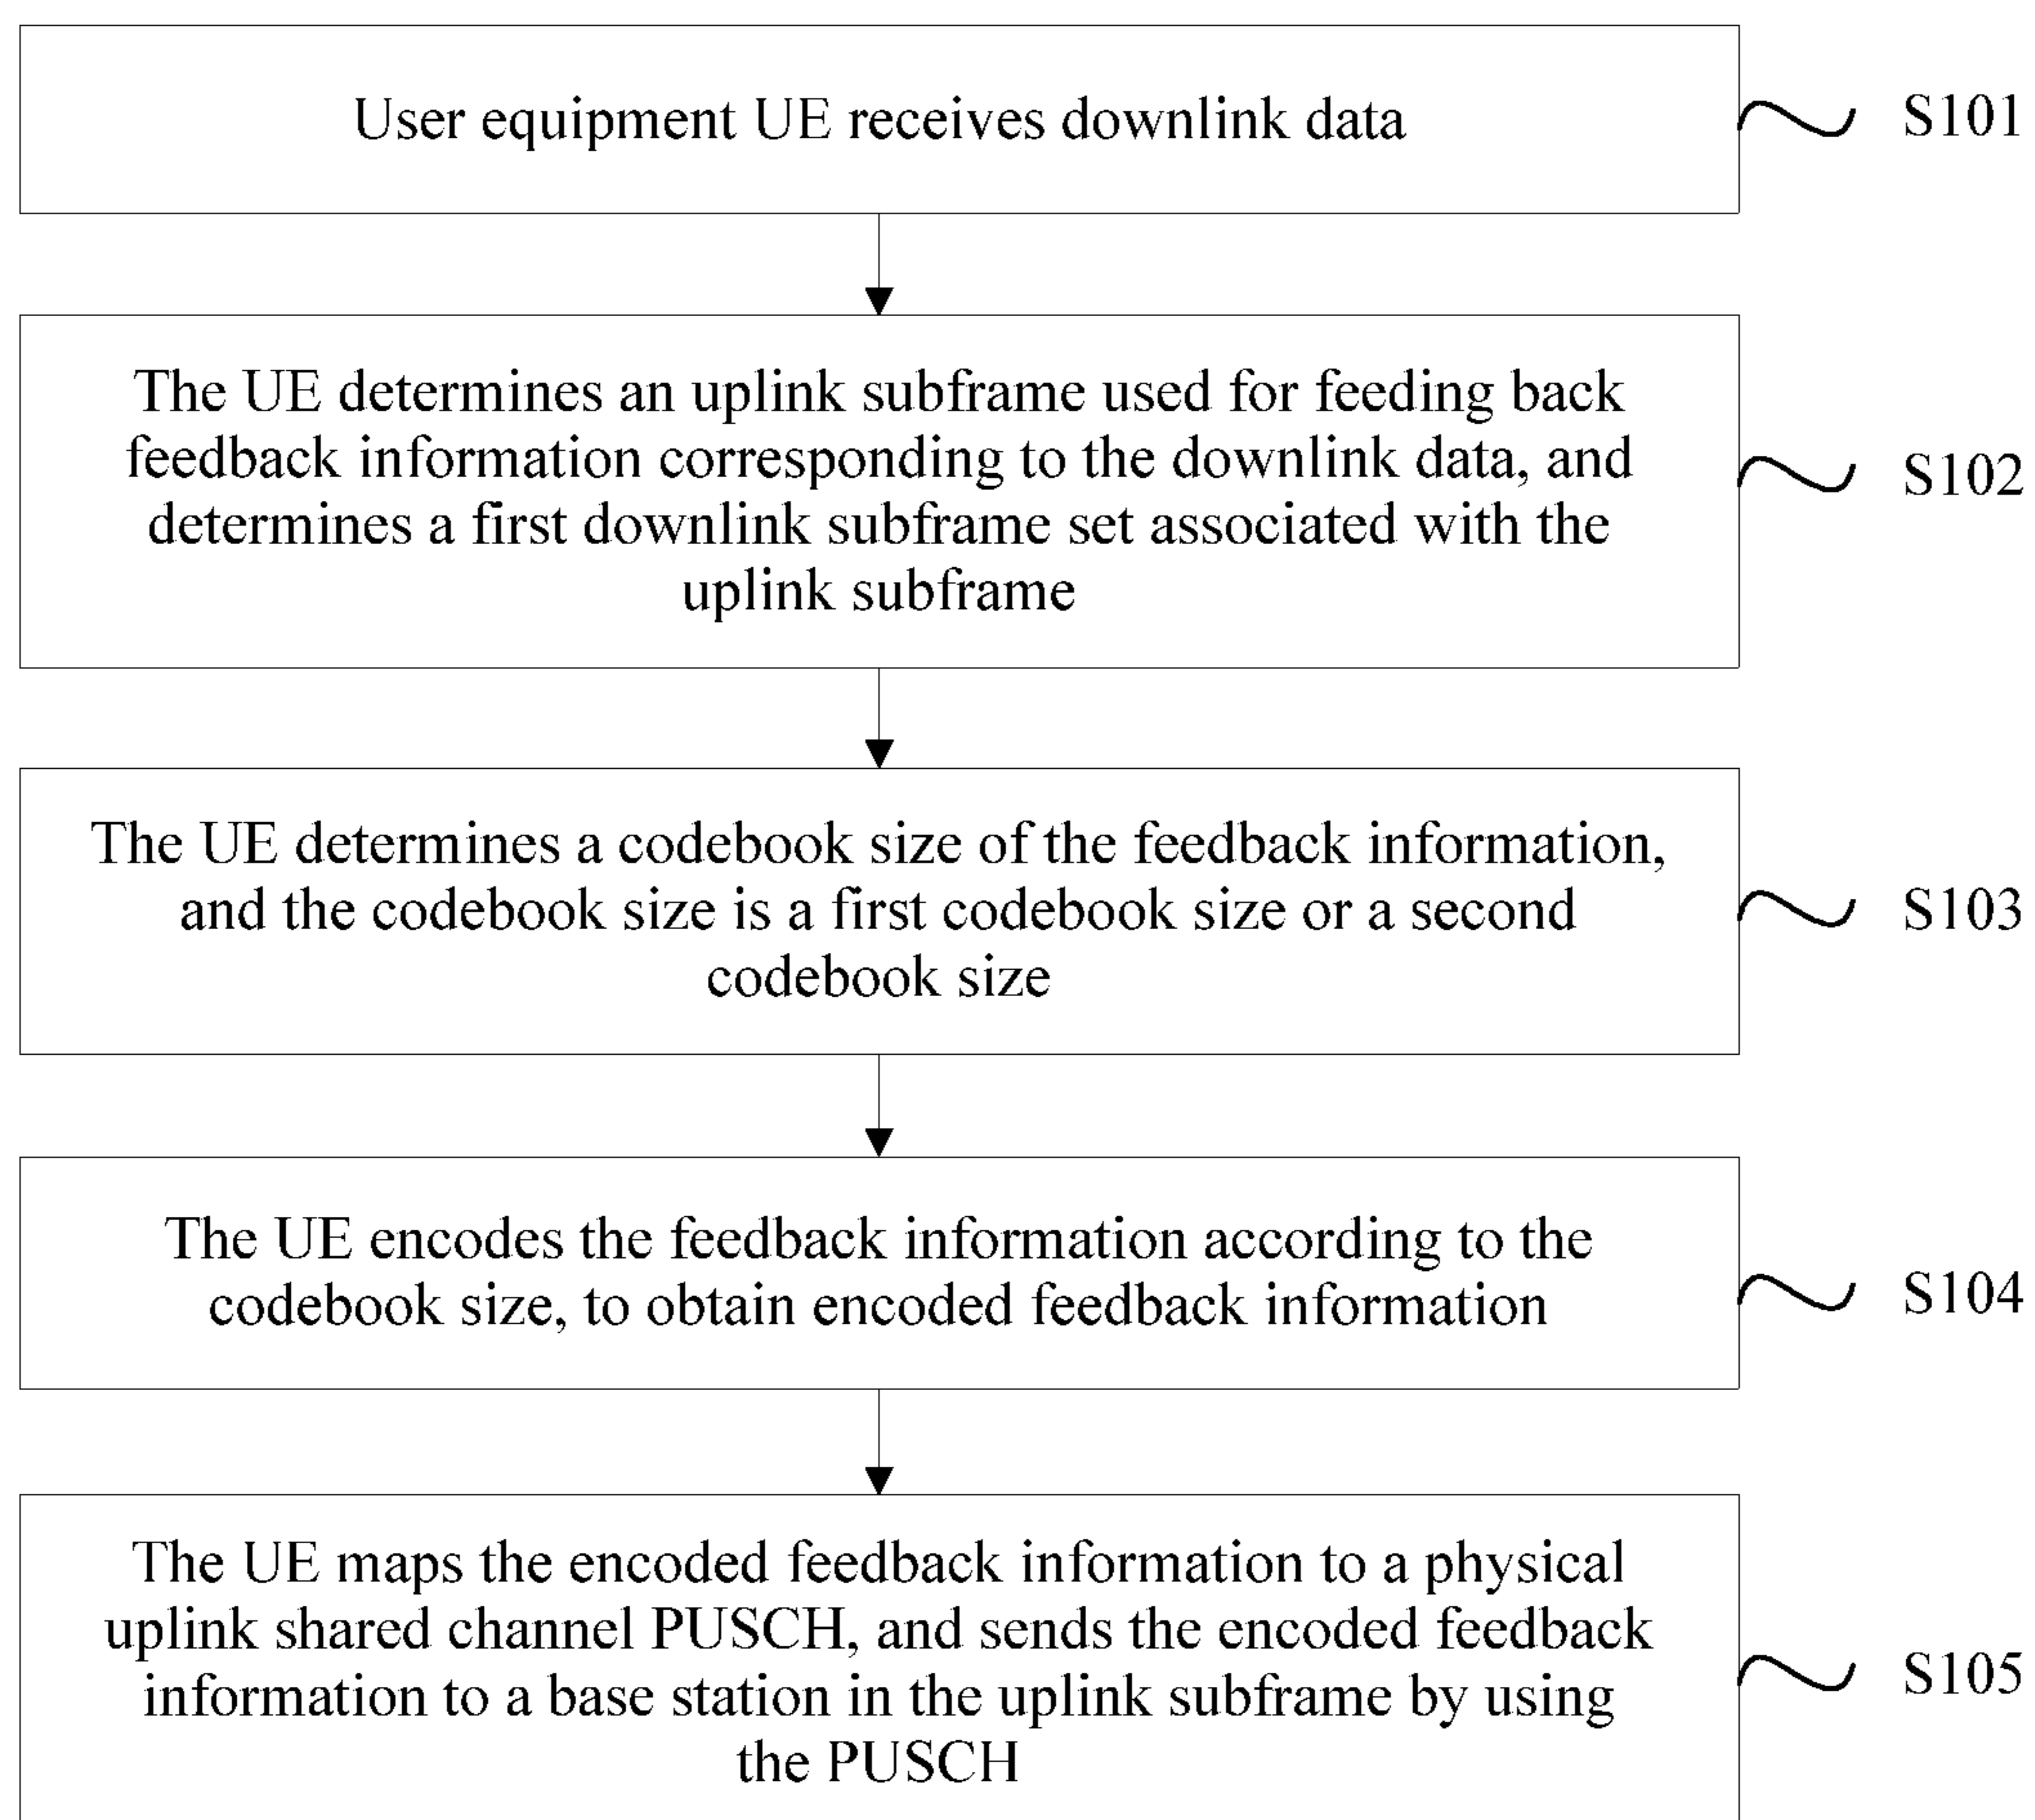 User equipment UE receives downlink data
S101
The UE determines an uplink subframe used for feeding back
feedback information corresponding to the downlink data, and
determines a first downlink subframe set associated with the
uplink subframe
S102
The UE determines a codebook size of the feedback information,
and the codebook size is a first codebook size or a second
codebook size
S103
The UE encodes the feedback information according to the
codebook size, to obtain encoded feedback information
S104
The UE maps the encoded feedback information to a physical
uplink shared channel PUSCH, and sends the encoded feedback
information to a base station in the uplink subframe by using
the PUSCH
S105